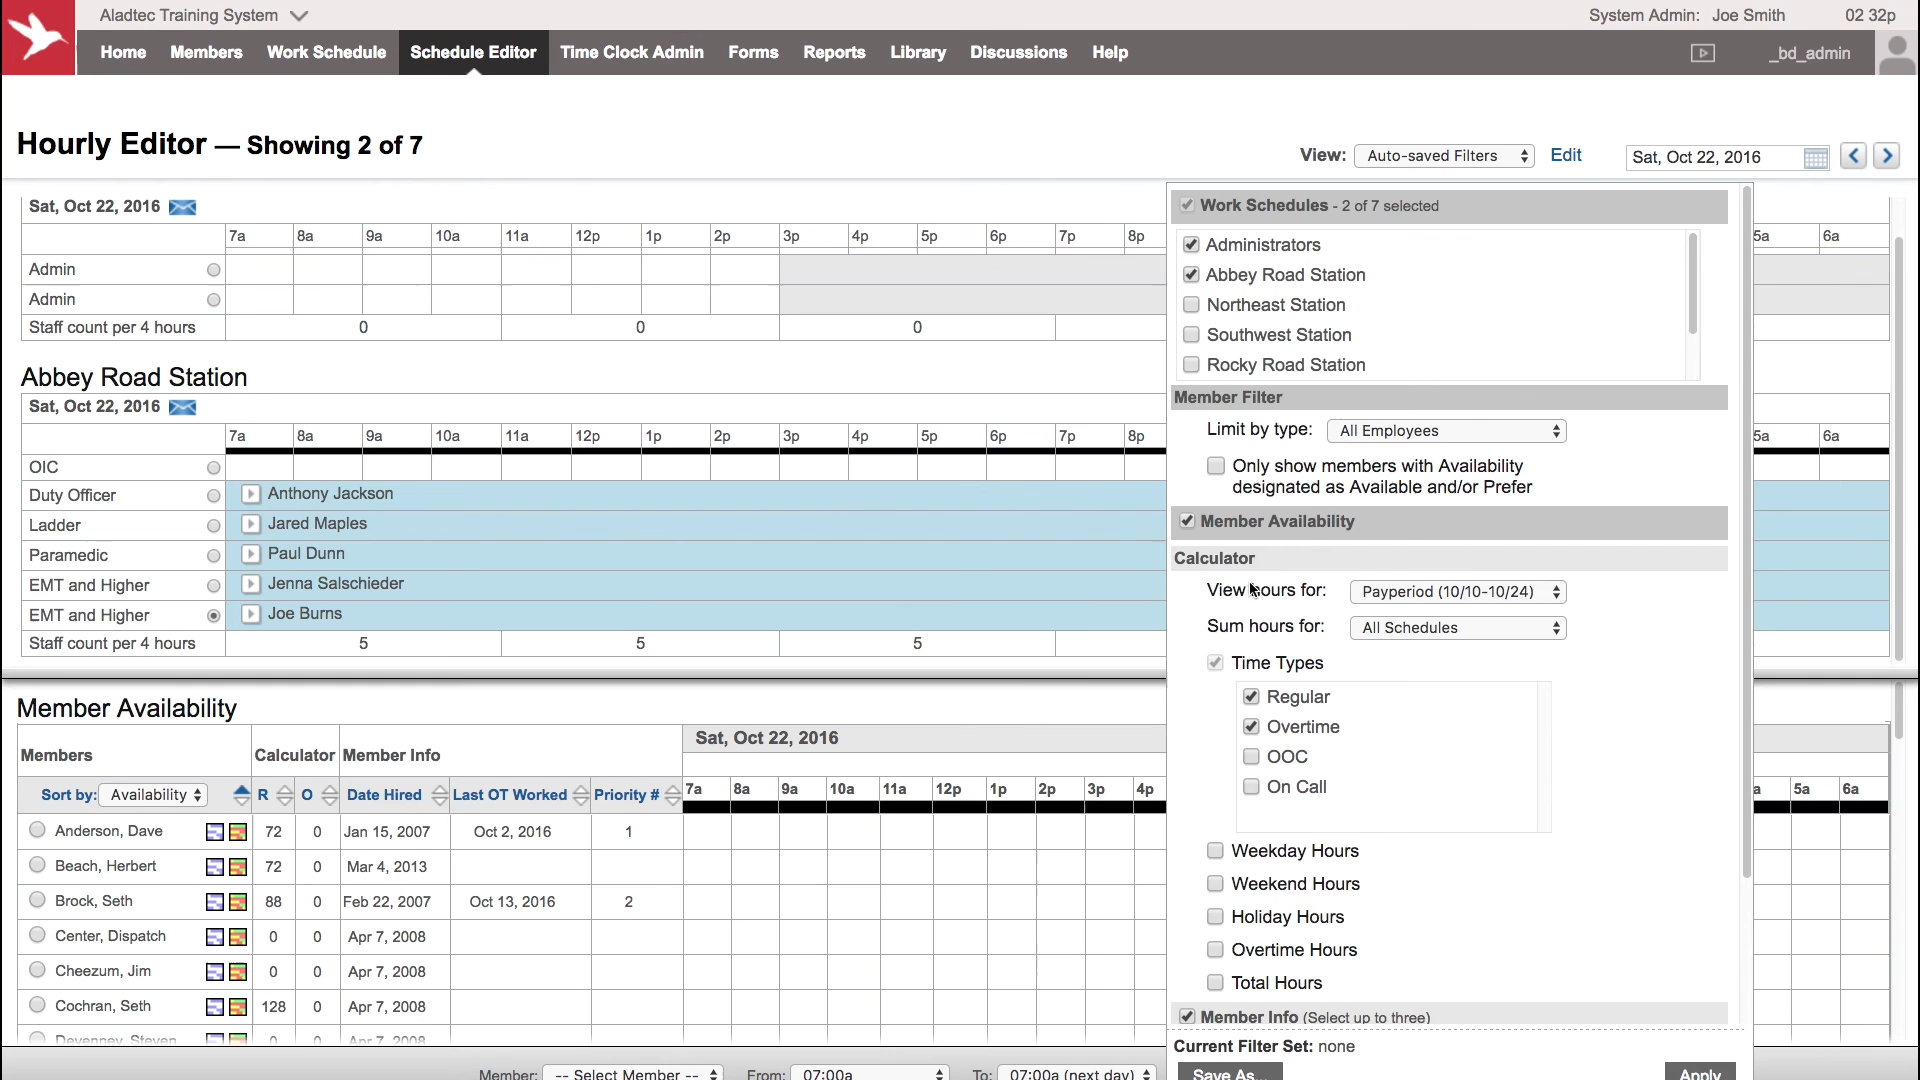 Aladtec Training System
System Admin: Joe Smith 02 32p
Home Members Work Schedule Schedule Editor Time Clock Admin Forms Reports Library Discussions Help
_bd_admin
Hourly Editor — Showing 2 of 7
View: Auto-saved Filters Edit Sat, Oct 22, 2016
Sat, Oct 22, 2016
7a 8a 9a 10a 11a 12p 1p 2p 3p 4p 5p 6p 7p 8p 5a 6a
Admin
Admin
Staff count per 4 hours 0 0 0
Abbey Road Station
Sat, Oct 22, 2016
7a 8a 9a 10a 11a 12p 1p 2p 3p 4p 5p 6p 7p 8p 5a 6a
OIC
Duty Officer Anthony Jackson
Ladder Jared Maples
Paramedic Paul Dunn
EMT and Higher Jenna Salschieder
EMT and Higher Joe Burns
Staff count per 4 hours 5 5 5
Work Schedules - 2 of 7 selected
Administrators
Abbey Road Station
Northeast Station
Southwest Station
Rocky Road Station
Member Filter
Limit by type: All Employees
Only show members with Availability
designated as Available and/or Prefer
Member Availability
Calculator
View hours for: Payperiod (10/10-10/24)
Sum hours for: All Schedules
Time Types
Regular
Overtime
OOC
On Call
Weekday Hours
Weekend Hours
Holiday Hours
Overtime Hours
Total Hours
Member Info (Select up to three)
Current Filter Set: none
Save As... Apply
Member Availability
Members Calculator Member Info Sat, Oct 22, 2016
Sort by: Availability R O Date Hired Last OT Worked Priority # 7a 8a 9a 10a 11a 12p 1p 2p 3p 4p a 5a 6a
Anderson, Dave 72 0 Jan 15, 2007 Oct 2, 2016 1
Beach, Herbert 72 0 Mar 4, 2013
Brock, Seth 88 0 Feb 22, 2007 Oct 13, 2016 2
Center, Dispatch 0 0 Apr 7, 2008
Cheezum, Jim 0 0 Apr 7, 2008
Cochran, Seth 128 0 Apr 7, 2008
Devenney, Steven 0 0 Apr 7, 2008
Member: -- Select Member -- From: 07:00a To: 07:00a (next day)